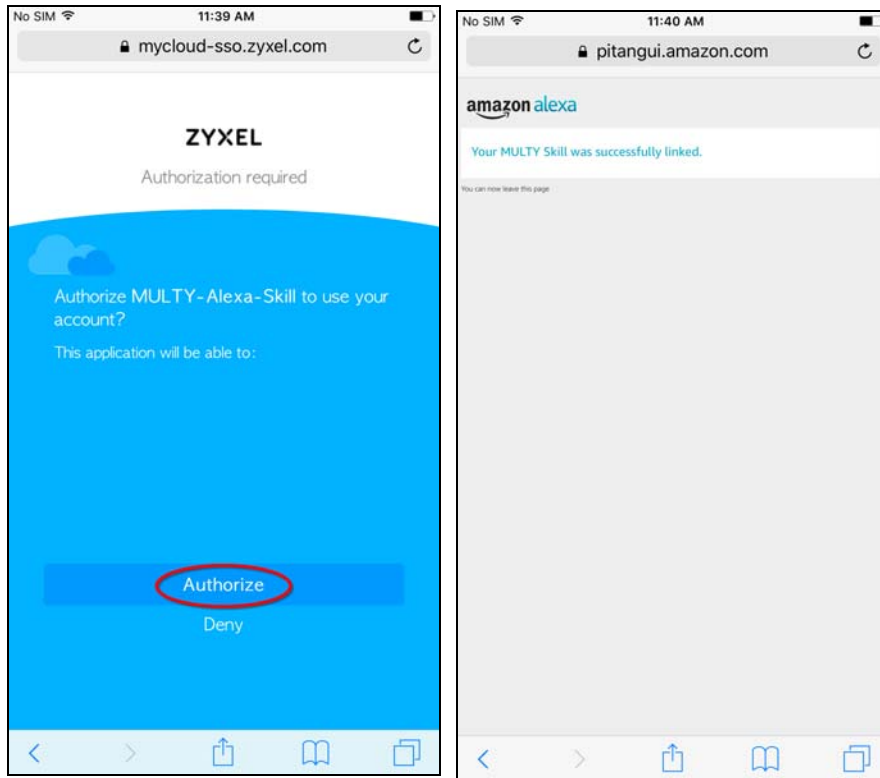 No SIM 11:39 AM
mycloud-sso.zyxel.com
ZYXEL
Authorization required
Authorize MULTY-Alexa-Skill to use your
account?
This application will be able to:
Authorize
Deny
No SIM 11:40 AM
pitangui.amazon.com
amazon alexa
Your MULTY Skill was successfully linked.
You can now leave this page